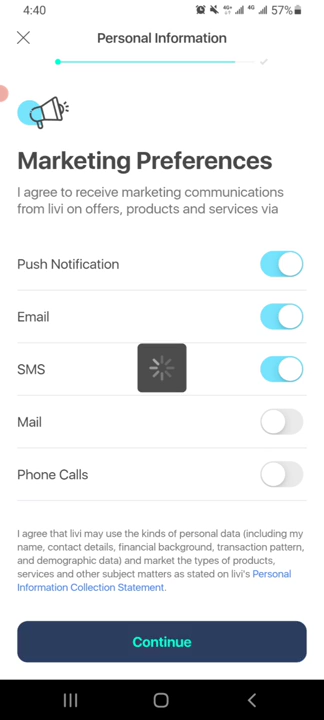 4:40
4G+ 4G 57%
Personal Information
Marketing Preferences
I agree to receive marketing communications
from livi on offers, products and services via
Push Notification
Email
SMS
Mail
Phone Calls
I agree that livi may use the kinds of personal data (including my
name, contact details, financial background, transaction pattern,
and demographic data) and market the types of products,
services and other subject matters as stated on livi's Personal
Information Collection Statement.
Continue